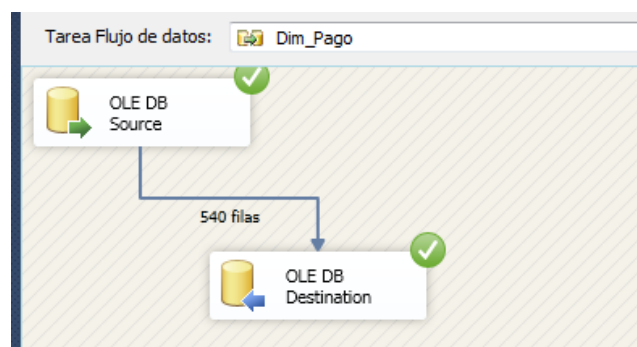 Tarea Flujo de datos: Dim_Pago
OLE DB
Source
540 filas
OLE DB
Destination